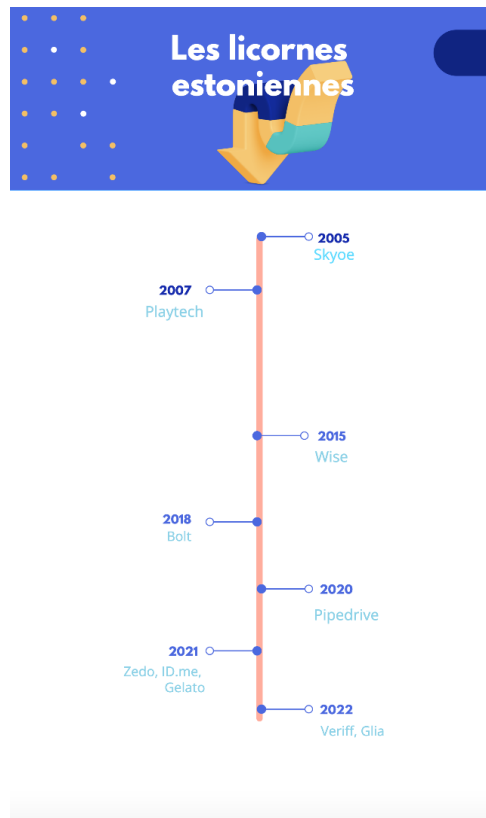 Les licornes
estoniennes
2005
Skyoe
2007
Playtech
2015
Wise
2018
Bolt
2020
Pipedrive
2021
Zedo, ID.me,
Gelato
2022
Veriff, Glia